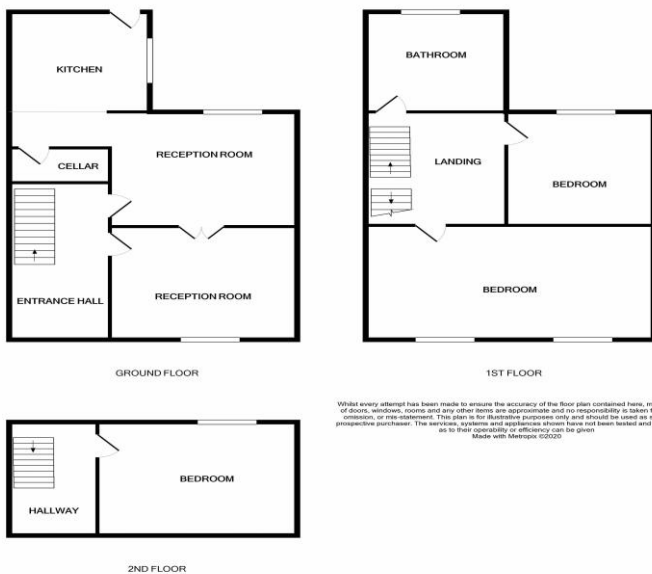 KITCHEN
RECEPTION ROOM
CELLAR
ENTRANCE HALL
RECEPTION ROOM
GROUND FLOOR
BATHROOM
LANDING
BEDROOM
BEDROOM
1ST FLOOR
Whilst every attempt has been made to ensure the accuracy of the floor plan contained here, m
of doors, windows, rooms and any other items are approximate and no responsibility is taken f
omission, or mis-statement. This plan is for illustrative purposes only and should be used as s
prospective purchaser. The services, systems and appliances shown have not been tested and
as to their operability or efficiency can be given
Made with Metropix ©2020
BEDROOM
HALLWAY
2ND FLOOR